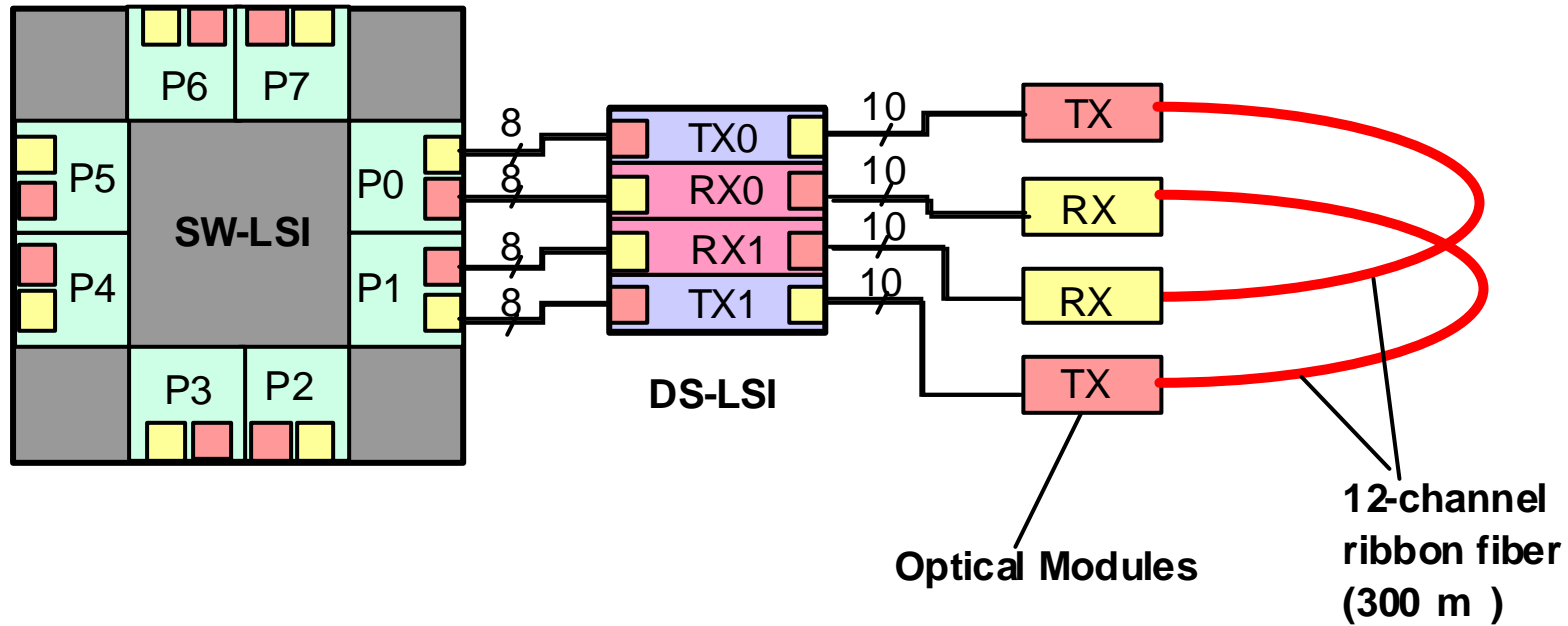 P6 P7
P5
P4
SW-LSI
P0
P1
P3 P2
8
8
8
8
TX0
RX0
RX1
TX1
DS-LSI
10
10
10
10
TX
RX
RX
TX
Optical Modules
12-channel
ribbon fiber
(300 m )